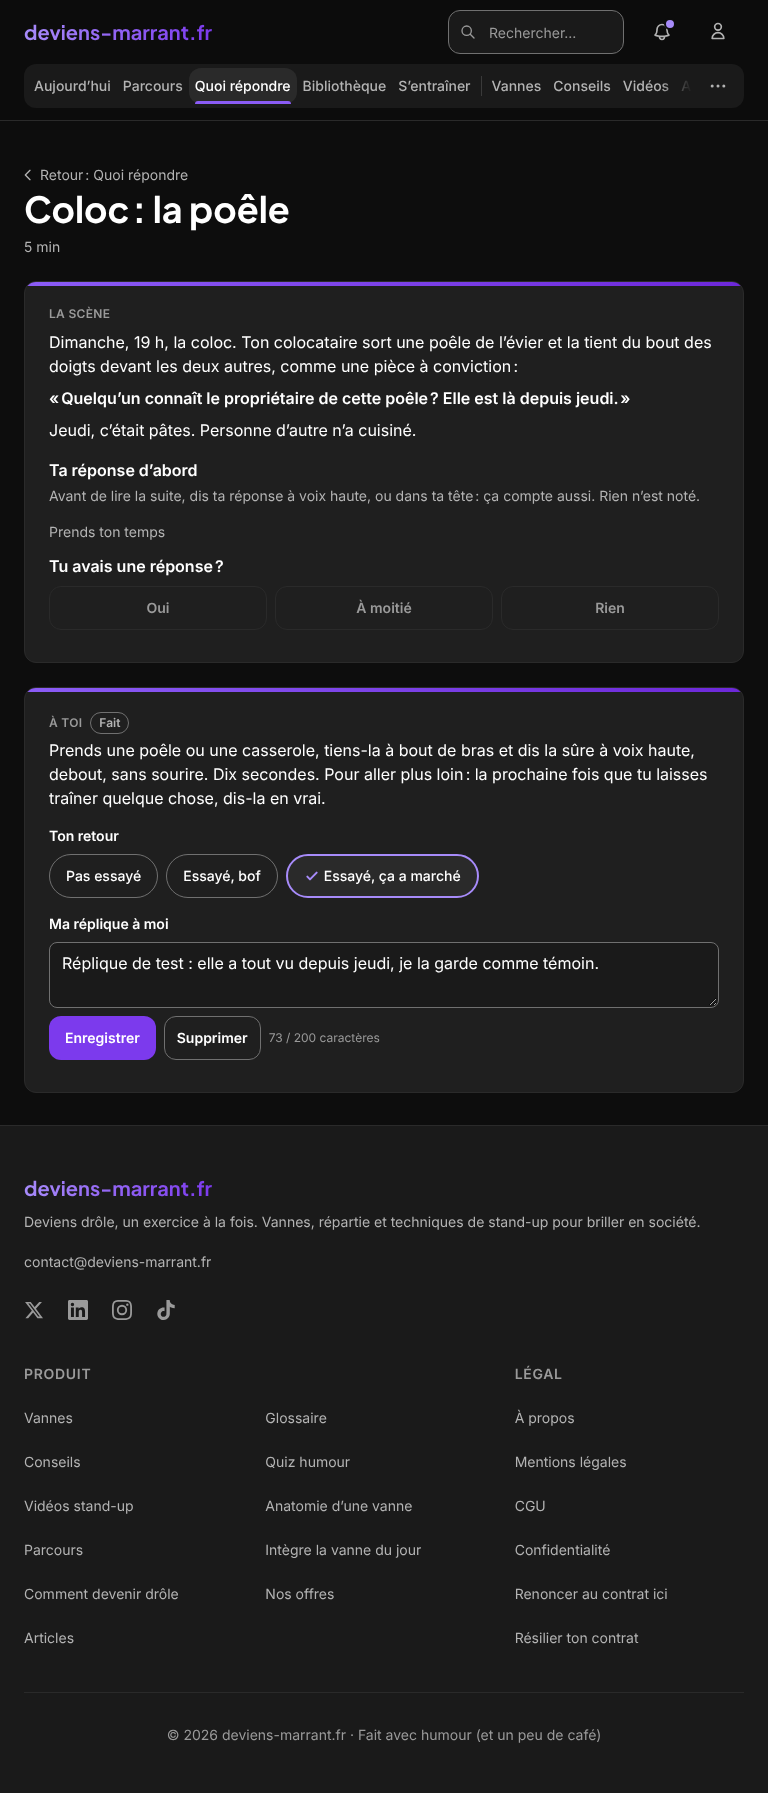 deviens-marrant.fr
Rechercher...
Aujourd’hui Parcours Quoi répondre Bibliothèque S’entraîner Vannes Conseils Vidéos
Retour : Quoi répondre
Coloc : la poêle
5 min
LA SCÈNE
Dimanche, 19 h, la coloc. Ton colocataire sort une poêle de l’évier et la tient du bout des
doigts devant les deux autres, comme une pièce à conviction :
« Quelqu’un connaît le propriétaire de cette poêle ? Elle est là depuis jeudi. »
Jeudi, c’était pâtes. Personne d’autre n’a cuisiné.
Ta réponse d’abord
Avant de lire la suite, dis ta réponse à voix haute, ou dans ta tête : ça compte aussi. Rien n’est noté.
Prends ton temps
Tu avais une réponse ?
Oui À moitié Rien
À TOI Fait
Prends une poêle ou une casserole, tiens-la à bout de bras et dis la sûre à voix haute,
debout, sans sourire. Dix secondes. Pour aller plus loin : la prochaine fois que tu laisses
traîner quelque chose, dis-la en vrai.
Ton retour
Pas essayé Essayé, bof Essayé, ça a marché
Ma réplique à moi
Réplique de test : elle a tout vu depuis jeudi, je la garde comme témoin.
Enregistrer Supprimer 73 / 200 caractères
deviens-marrant.fr
Deviens drôle, un exercice à la fois. Vannes, répartie et techniques de stand-up pour briller en société.
contact@deviens-marrant.fr
PRODUIT LÉGAL
Vannes Glossaire À propos
Conseils Quiz humour Mentions légales
Vidéos stand-up Anatomie d’une vanne CGU
Parcours Intègre la vanne du jour Confidentialité
Comment devenir drôle Nos offres Renoncer au contrat ici
Articles Résilier ton contrat
© 2026 deviens-marrant.fr · Fait avec humour (et un peu de café)